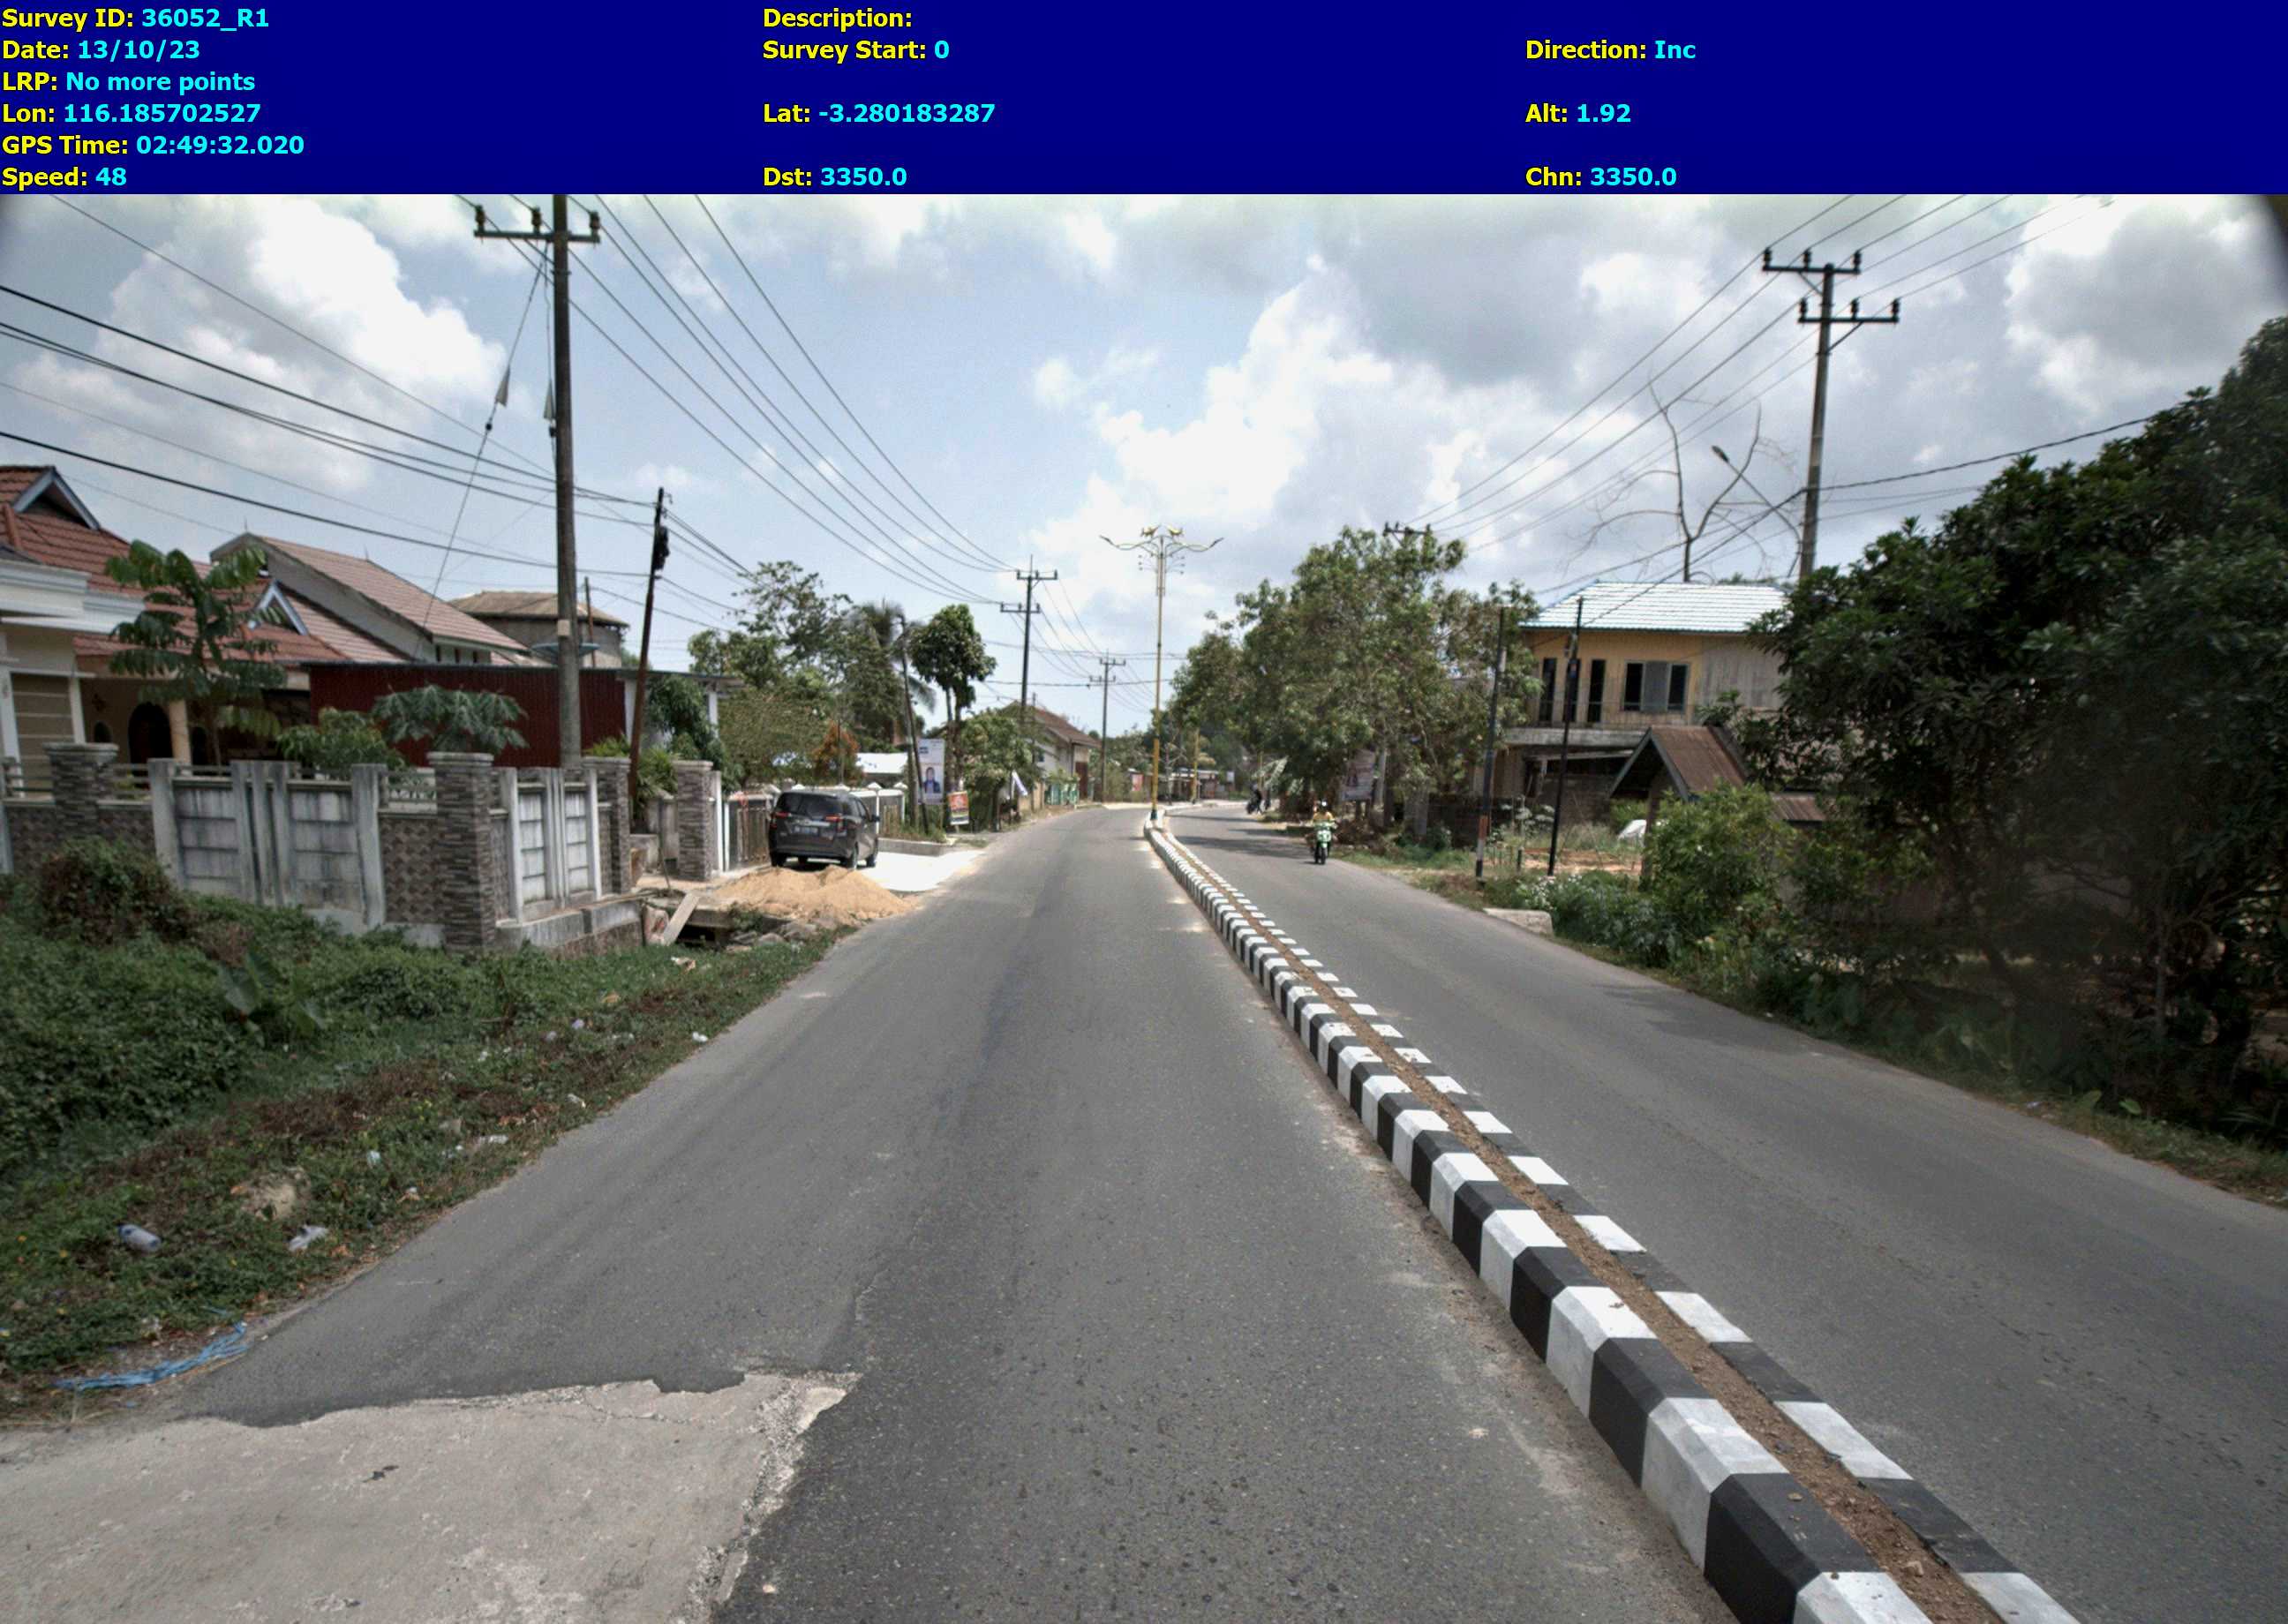 Survey ID: 36052_R1
Description:
Date: 13/10/23
Survey Start: 0
Direction: Inc
LRP: No more points
Lon: 116.185702527
Lat: -3.280183287
Alt: 1.92
GPS Time: 02:49:32.020
Speed: 48
Dst: 3350.0
Chn: 3350.0